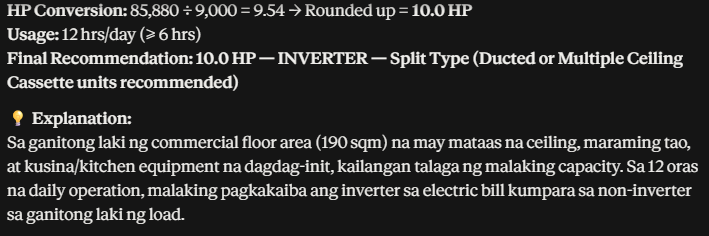 HP Conversion: 85,880 ÷ 9,000 = 9.54 → Rounded up = 10.0 HP
Usage: 12 hrs/day (≥ 6 hrs)
Final Recommendation: 10.0 HP — INVERTER — Split Type (Ducted or Multiple Ceiling
Cassette units recommended)
💡 Explanation:
Sa ganitong laki ng commercial floor area (190 sqm) na may mataas na ceiling, maraming tao,
at kusina/kitchen equipment na dagdag-init, kailangan talaga ng malaking capacity. Sa 12 oras
na daily operation, malaking pagkakaiba ang inverter sa electric bill kumpara sa non-inverter
sa ganitong laki ng load.